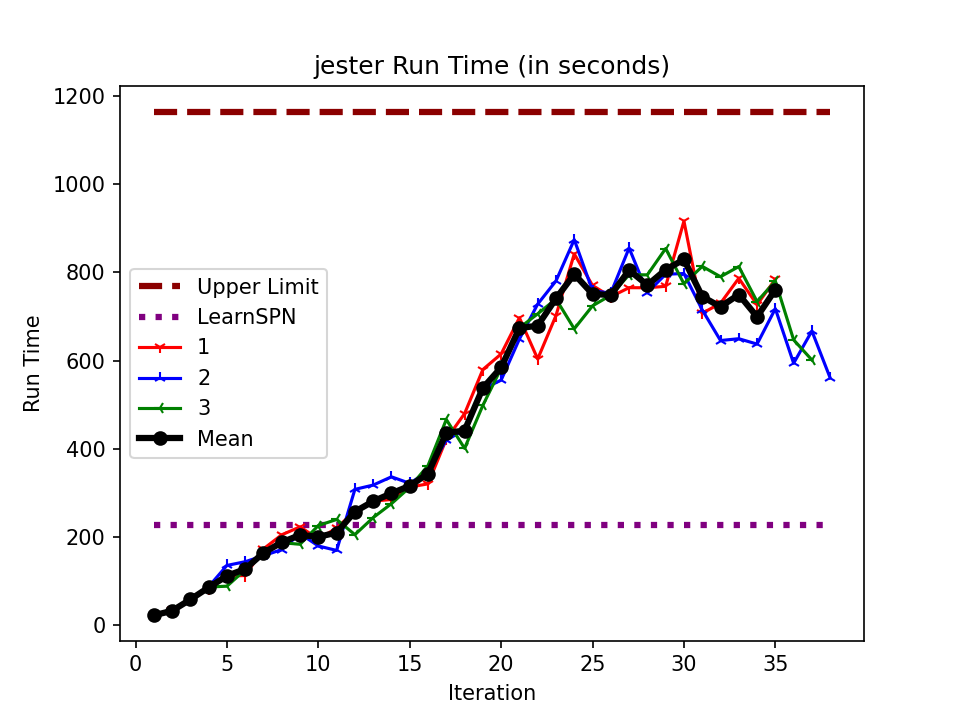 jester Run Time (in seconds)
1200
1000
800
600
400
200
0
Run Time
Upper Limit
LearnSPN
1
2
3
Mean
0 5 10 15 20 25 30 35
Iteration